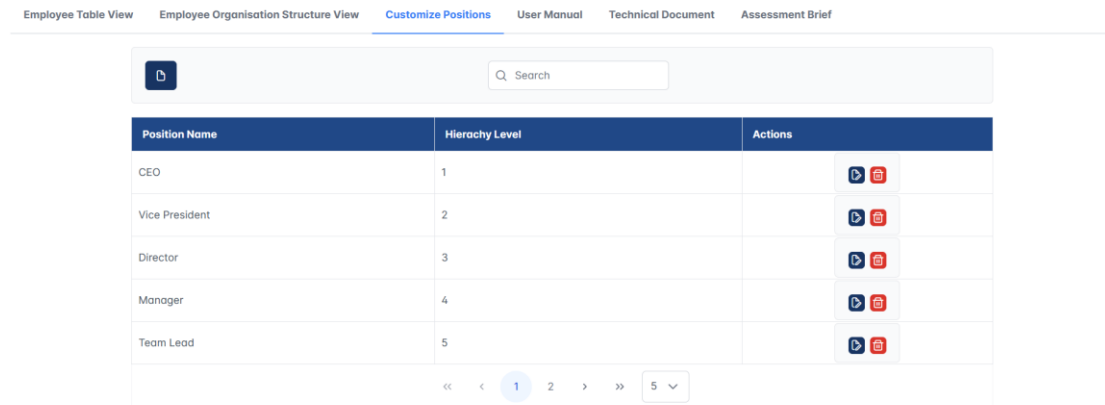 Employee Table View Employee Organisation Structure View Customize Positions User Manual Technical Document Assessment Brief
Search
Position Name Hierachy Level Actions
CEO 1
Vice President 2
Director 3
Manager 4
Team Lead 5
« ‹ 1 2 › » 5